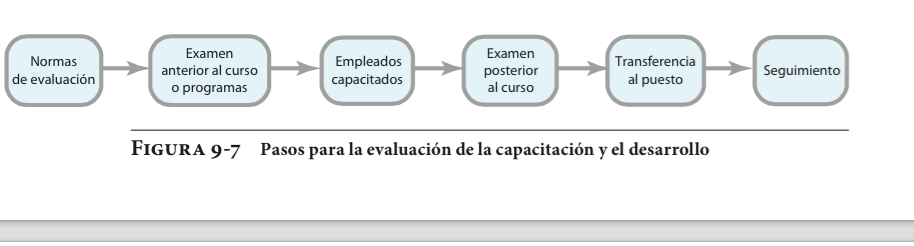 Normas
de evaluación
Examen
anterior al curso
o programas
Empleados
capacitados
Examen
posterior
al curso
Transferencia
al puesto
Seguimiento
FIGURA 9-7 Pasos para la evaluación de la capacitación y el desarrollo